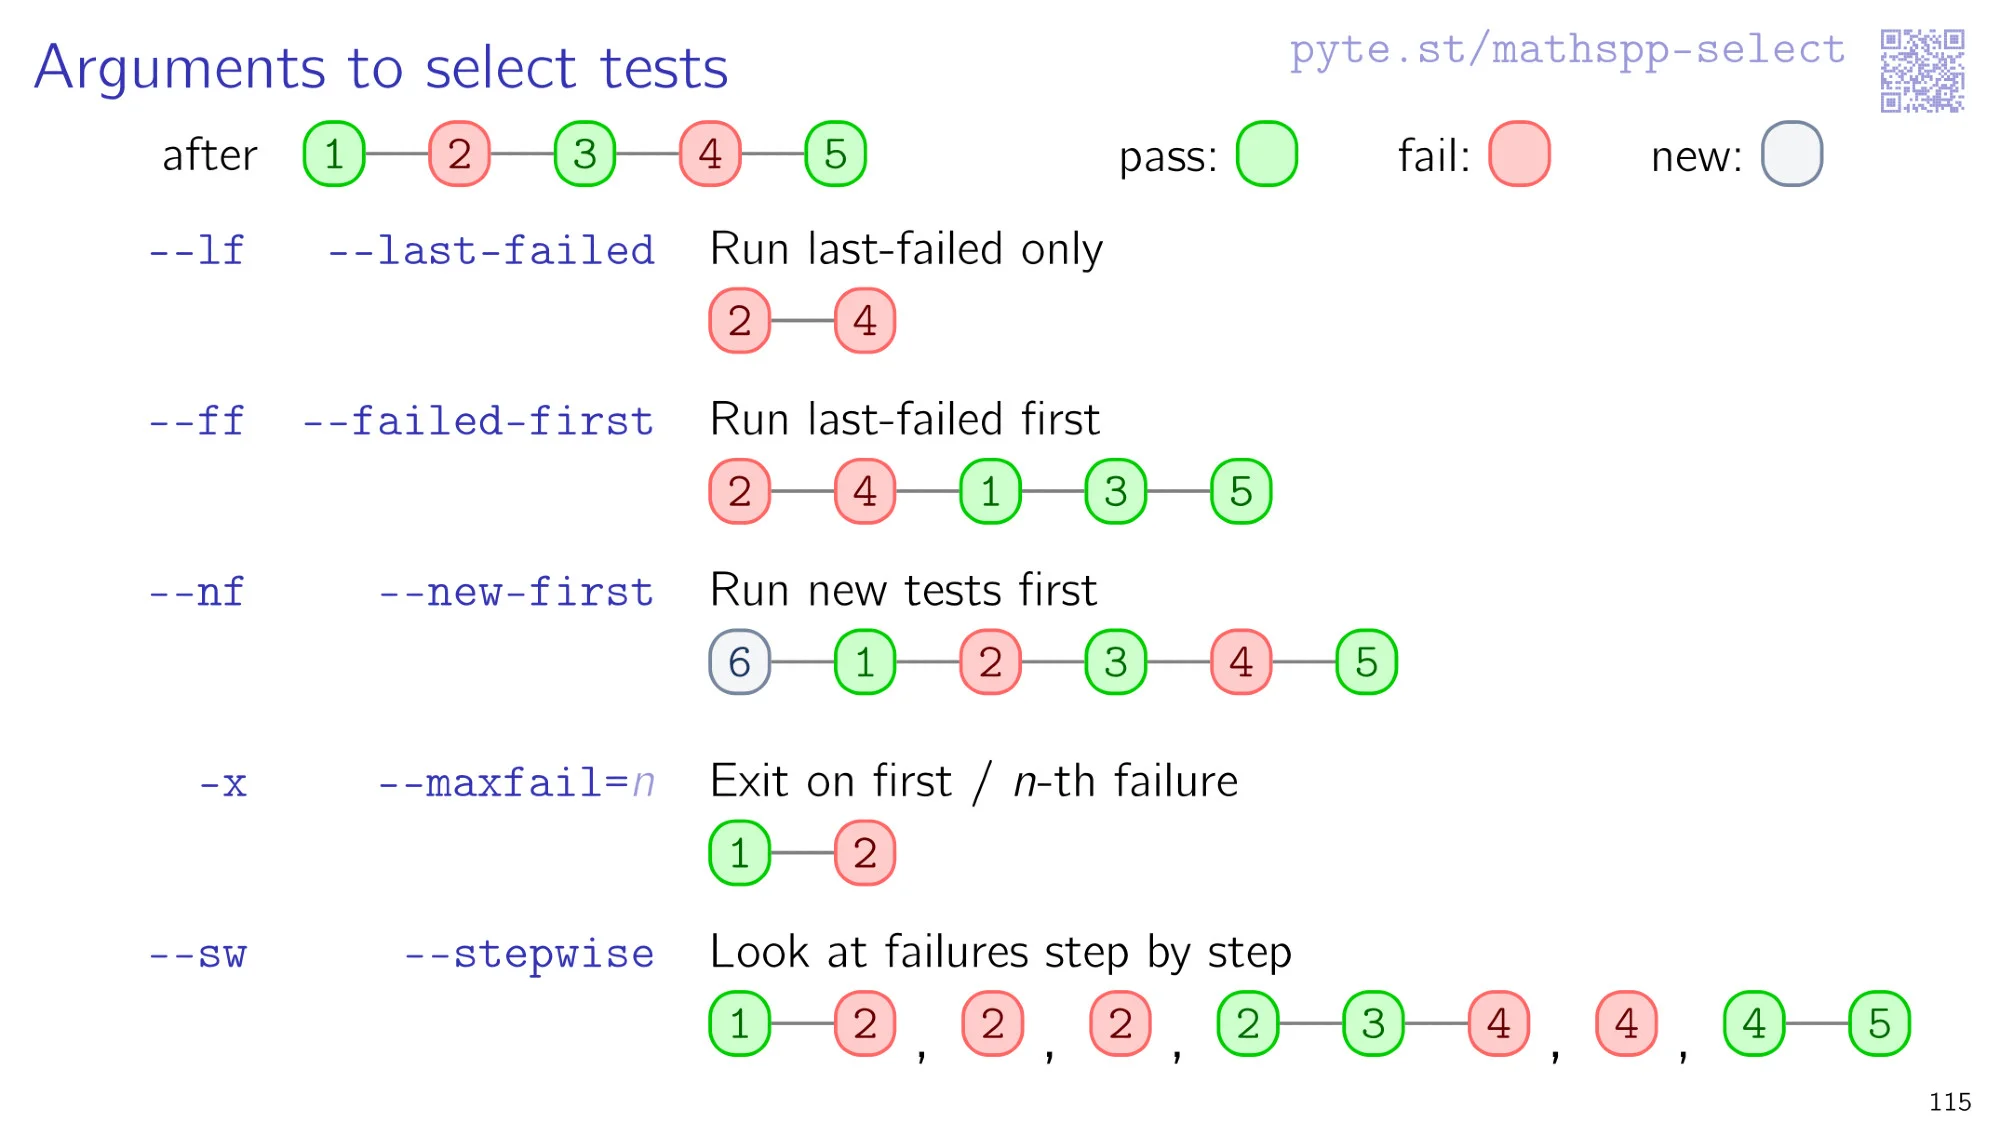 Arguments to select tests
pyte.st/mathspp-select
after 1 2 3 4 5 pass: fail: new:
--lf --last-failed Run last-failed only
2 4
--ff --failed-first Run last-failed first
2 4 1 3 5
--nf --new-first Run new tests first
6 1 2 3 4 5
-x --maxfail=n Exit on first / n-th failure
1 2
--sw --stepwise Look at failures step by step
1 2 , 2 , 2 , 2 3 4 , 4 , 4 5
115